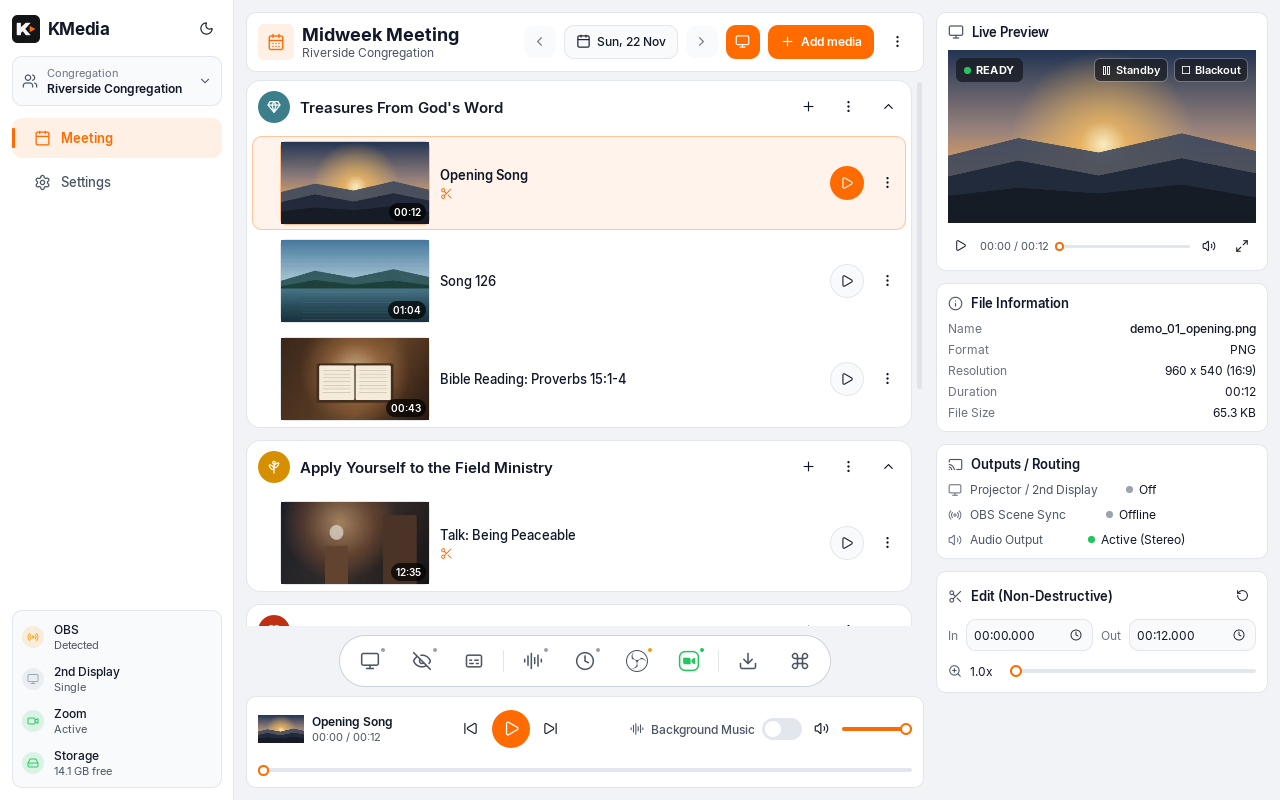 KMedia
Congregation
Riverside Congregation
Meeting
Settings
OBS
Detected
2nd Display
Single
Zoom
Active
Storage
14.1 GB free
Midweek Meeting
Riverside Congregation
Sun, 22 Nov
Add media
Treasures From God's Word
00:12
Opening Song
01:04
Song 126
00:43
Bible Reading: Proverbs 15:1-4
Apply Yourself to the Field Ministry
12:35
Talk: Being Peaceable
Opening Song
00:00 / 00:12
Background Music
Live Preview
READY
Standby
Blackout
00:00 / 00:12
File Information
Name demo_01_opening.png
Format PNG
Resolution 960 x 540 (16:9)
Duration 00:12
File Size 65.3 KB
Outputs / Routing
Projector / 2nd Display Off
OBS Scene Sync Offline
Audio Output Active (Stereo)
Edit (Non-Destructive)
In 00:00.000 Out 00:12.000
1.0x